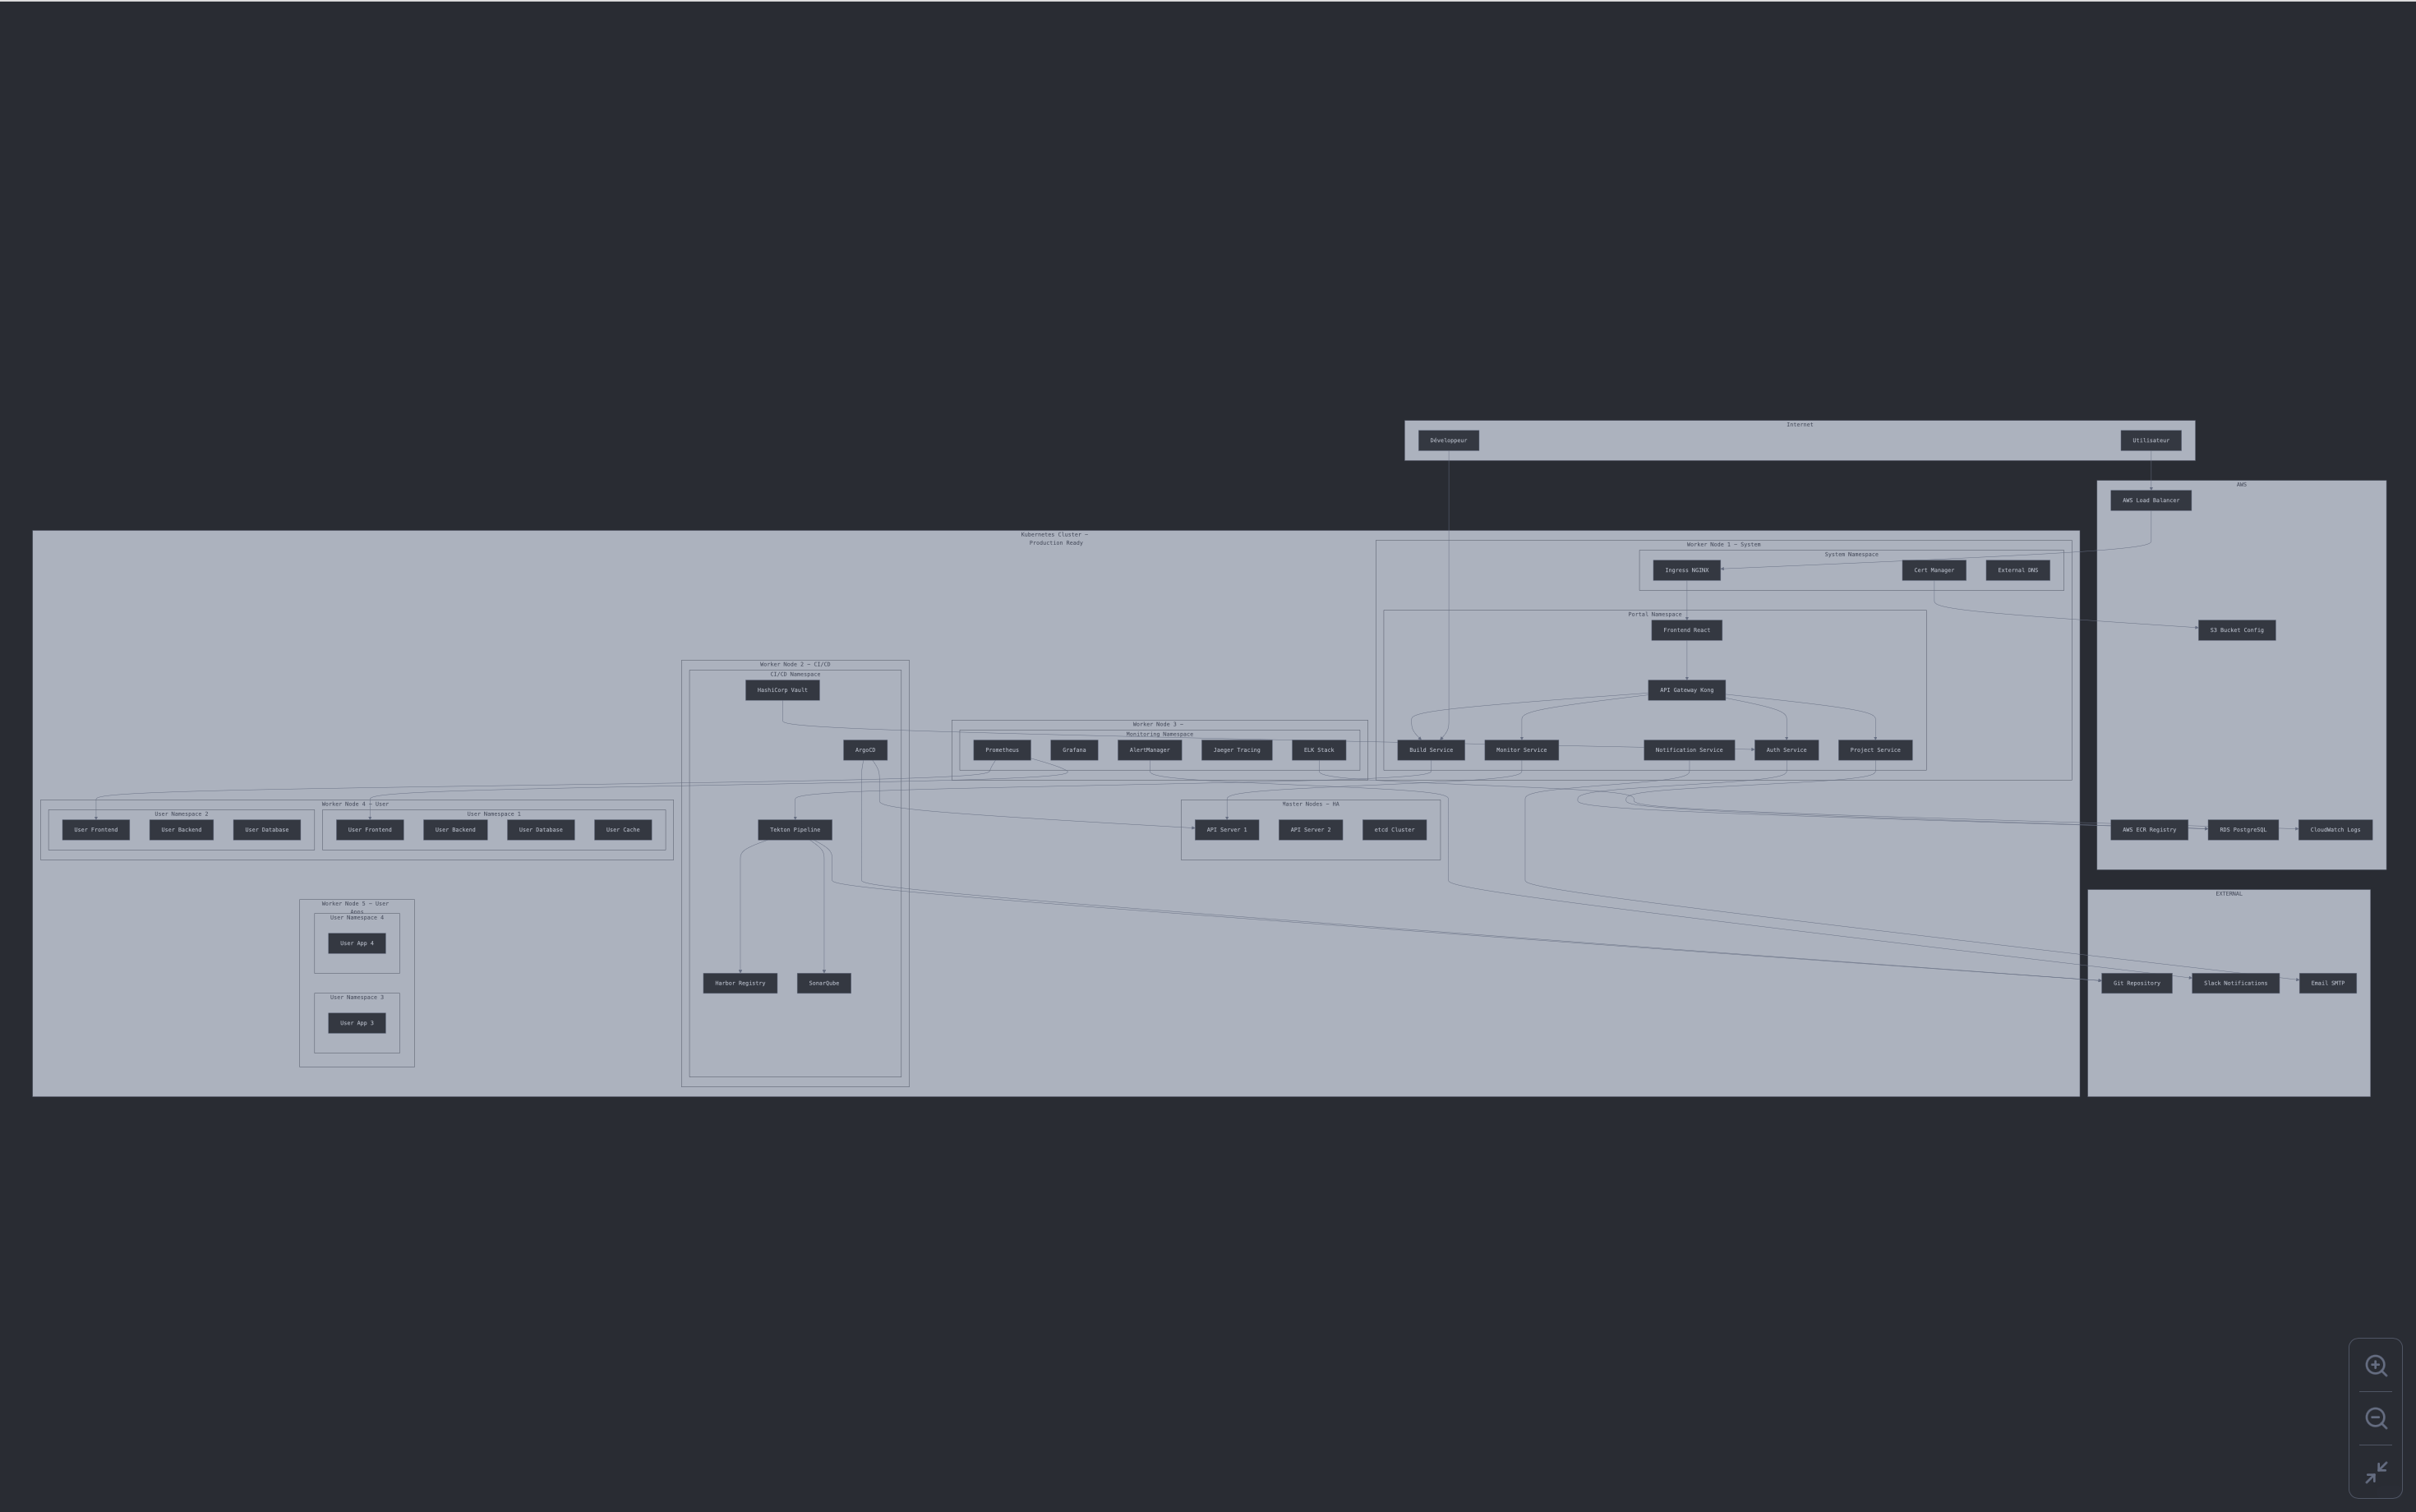 Internet
Développeur
Utilisateur
AWS
AWS Load Balancer
Kubernetes Cluster –
Production Ready
Worker Node 1 – System
System Namespace
Ingress NGINX
Cert Manager
External DNS
Portal Namespace
Frontend React
S3 Bucket Config
Worker Node 2 – CI/CD
CI/CD Namespace
HashiCorp Vault
API Gateway Kong
Worker Node 3 –
Monitoring Namespace
ArgoCD
Prometheus
Grafana
AlertManager
Jaeger Tracing
ELK Stack
Build Service
Monitor Service
Notification Service
Auth Service
Project Service
Worker Node 4 – User
User Namespace 2
User Frontend
User Backend
User Database
User Namespace 1
User Frontend
User Backend
User Database
User Cache
Tekton Pipeline
Master Nodes – HA
API Server 1
API Server 2
etcd Cluster
AWS ECR Registry
RDS PostgreSQL
CloudWatch Logs
EXTERNAL
Worker Node 5 – User
Apps
User Namespace 4
User App 4
Harbor Registry
SonarQube
Git Repository
Slack Notifications
Email SMTP
User Namespace 3
User App 3